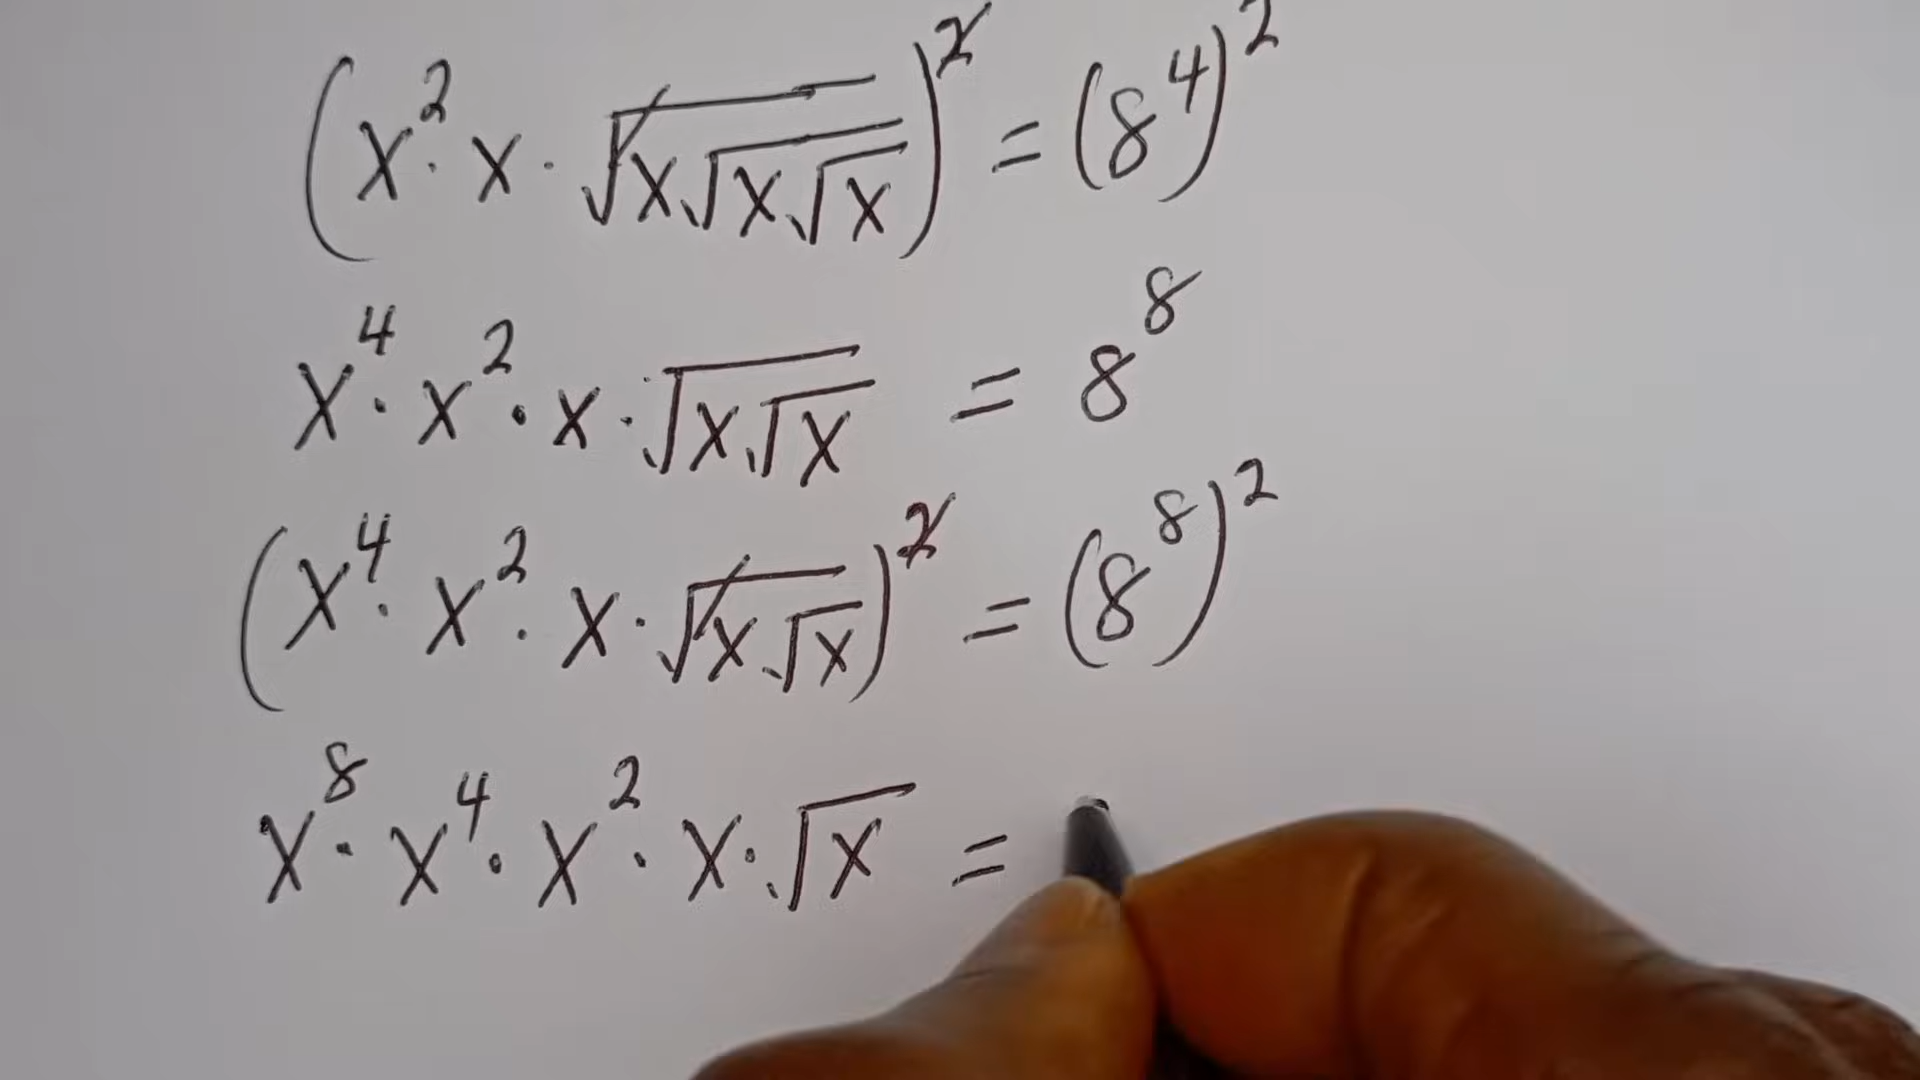 (x²·x·√(x√(x√x)))² = (8⁴)²
x⁴·x²·x·√(x√x) = 8⁸
(x⁴·x²·x·√(x√x))² = (8⁸)²
x⁸·x⁴·x²·x·√x =